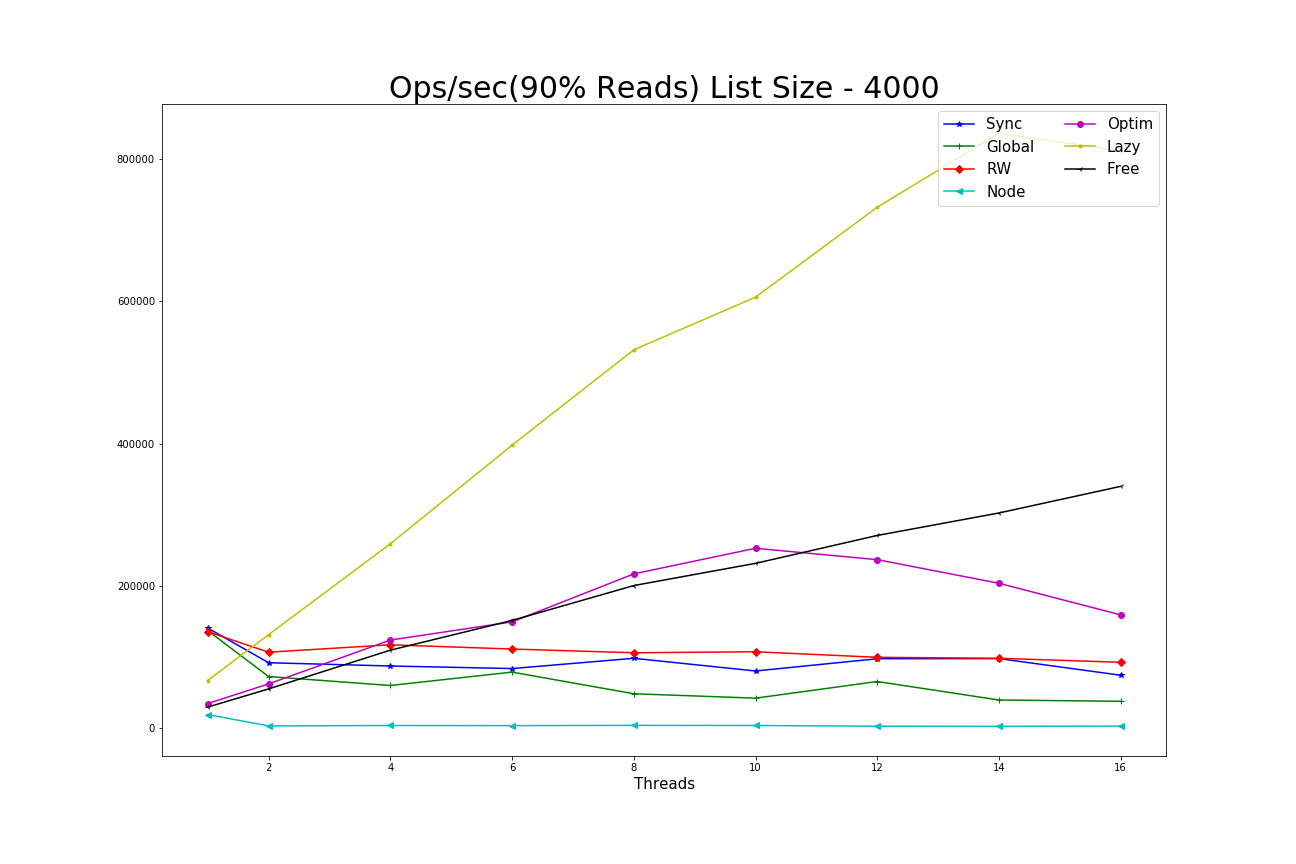 Ops/sec(90% Reads) List Size - 4000
Sync
Global
RW
Node
Optim
Lazy
Free
800000
600000
400000
200000
0
2 4 6 8 10 12 14 16
Threads